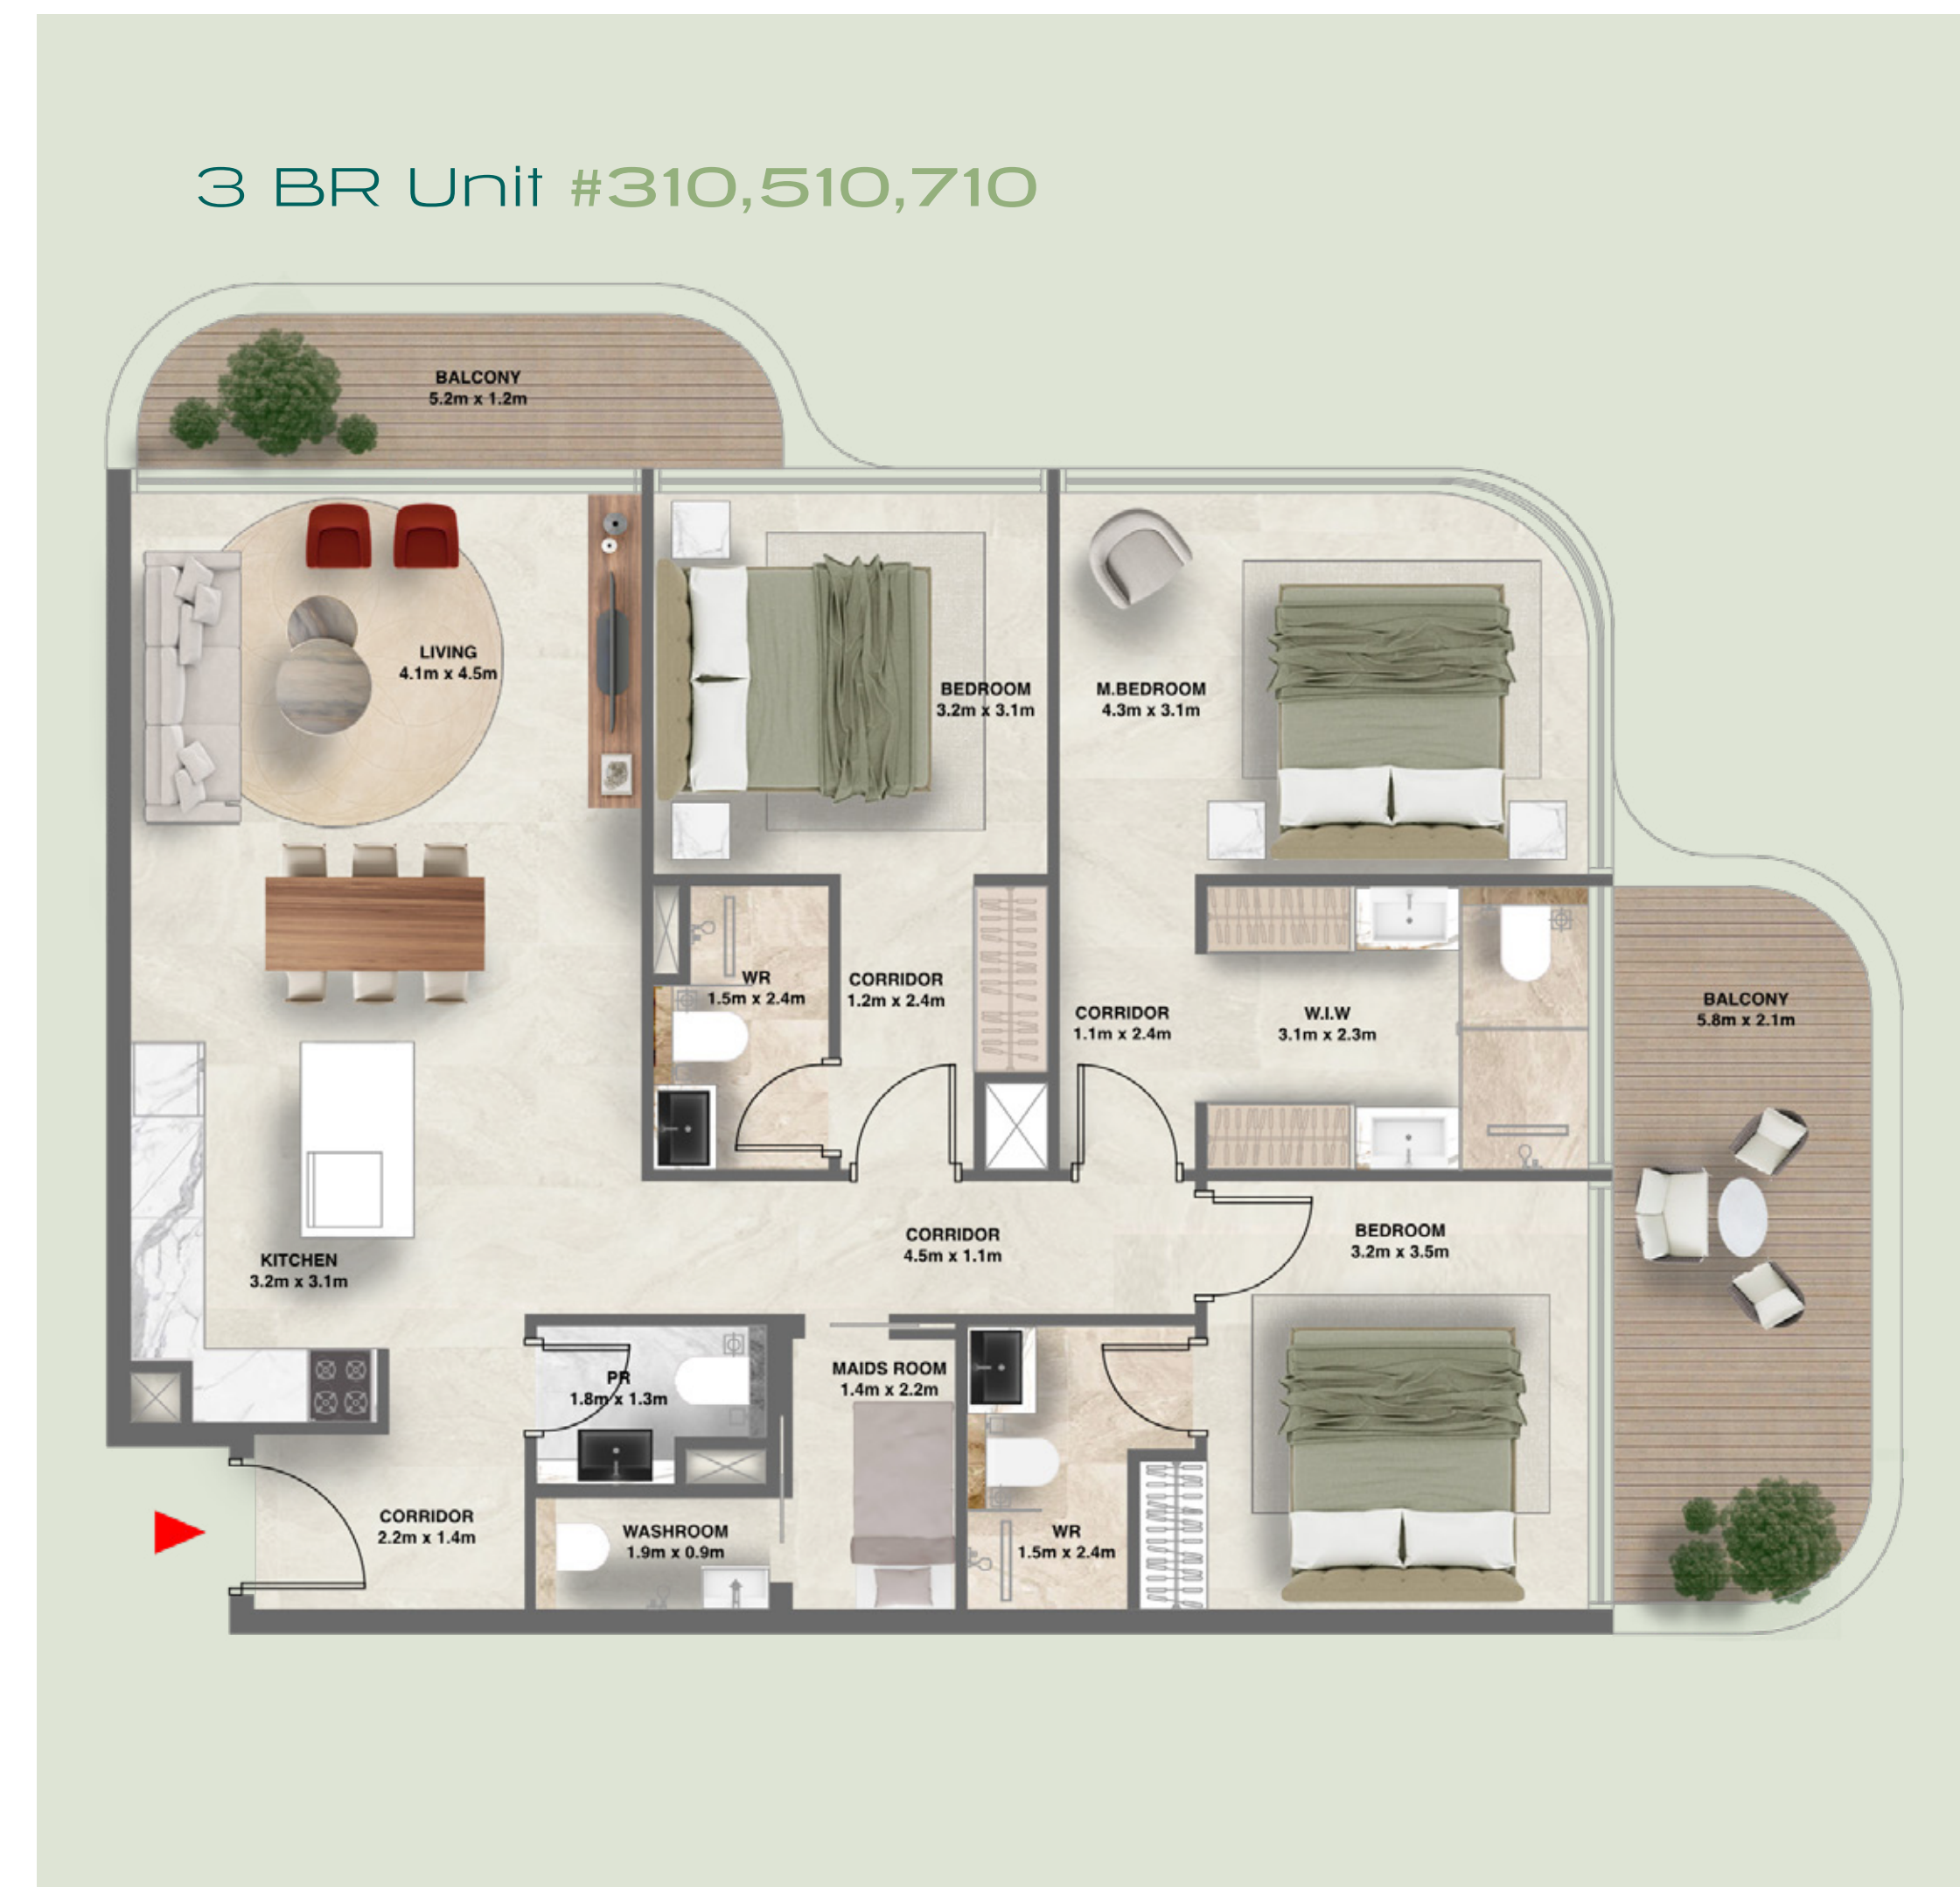 3 BR Unit #310,510,710
BALCONY
5.2m x 1.2m
LIVING
4.1m x 4.5m
BEDROOM
3.2m x 3.1m
M.BEDROOM
4.3m x 3.1m
WR
1.5m x 2.4m
CORRIDOR
1.2m x 2.4m
CORRIDOR
1.1m x 2.4m
W.I.W
3.1m x 2.3m
BALCONY
5.8m x 2.1m
KITCHEN
3.2m x 3.1m
CORRIDOR
4.5m x 1.1m
BEDROOM
3.2m x 3.5m
PR
1.8m x 1.3m
MAIDS ROOM
1.4m x 2.2m
CORRIDOR
2.2m x 1.4m
WASHROOM
1.9m x 0.9m
WR
1.5m x 2.4m